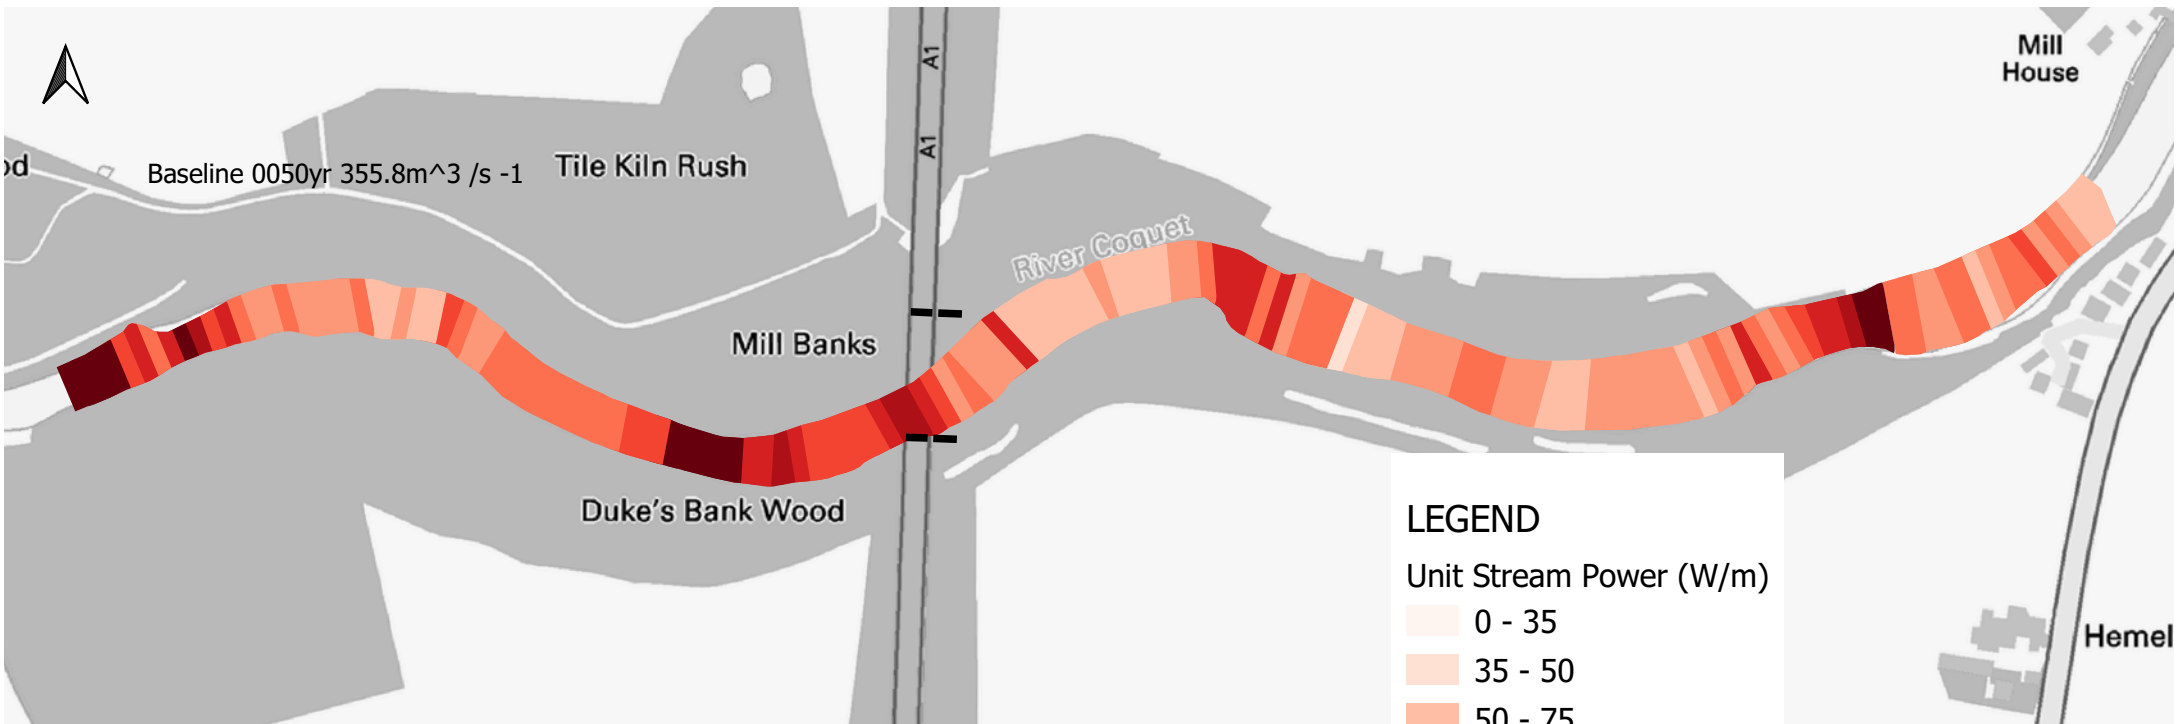 A1
Mill
House
A1
od
Baseline 0050yr 355.8m^3 /s -1
Tile Kiln Rush
River Coquet
Mill Banks
Duke's Bank Wood
LEGEND
Unit Stream Power (W/m)
0 - 35
35 - 50
50 - 75
Hemel